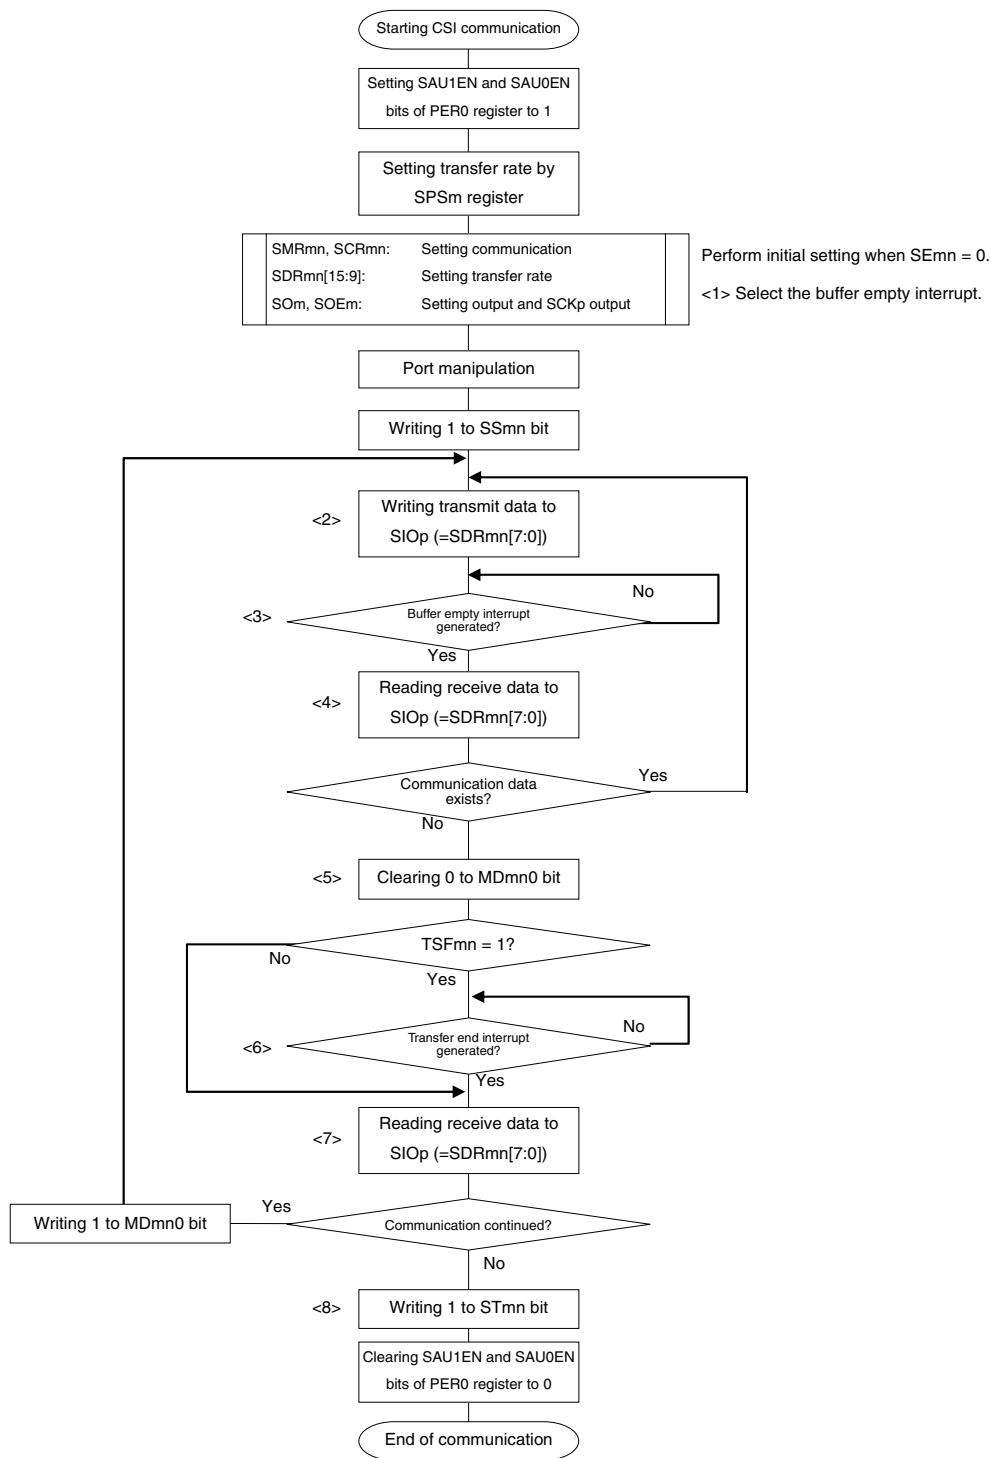 Starting CSI communication
Setting SAU1EN and SAU0EN
bits of PER0 register to 1
Setting transfer rate by
SPSm register
SMRmn, SCRmn: Setting communication
SDRmn[15:9]: Setting transfer rate
SOm, SOEm: Setting output and SCKp output
Perform initial setting when SEmn = 0.
<1> Select the buffer empty interrupt.
Port manipulation
Writing 1 to SSmn bit
<2>
Writing transmit data to
SIOp (=SDRmn[7:0])
No
<3>
Buffer empty interrupt
generated?
Yes
<4>
Reading receive data to
SIOp (=SDRmn[7:0])
Communication data
exists?
Yes
No
<5>
Clearing 0 to MDmn0 bit
TSFmn = 1?
No
Yes
No
<6>
Transfer end interrupt
generated?
Yes
<7>
Reading receive data to
SIOp (=SDRmn[7:0])
Yes
Writing 1 to MDmn0 bit
Communication continued?
No
<8>
Writing 1 to STmn bit
Clearing SAU1EN and SAU0EN
bits of PER0 register to 0
End of communication